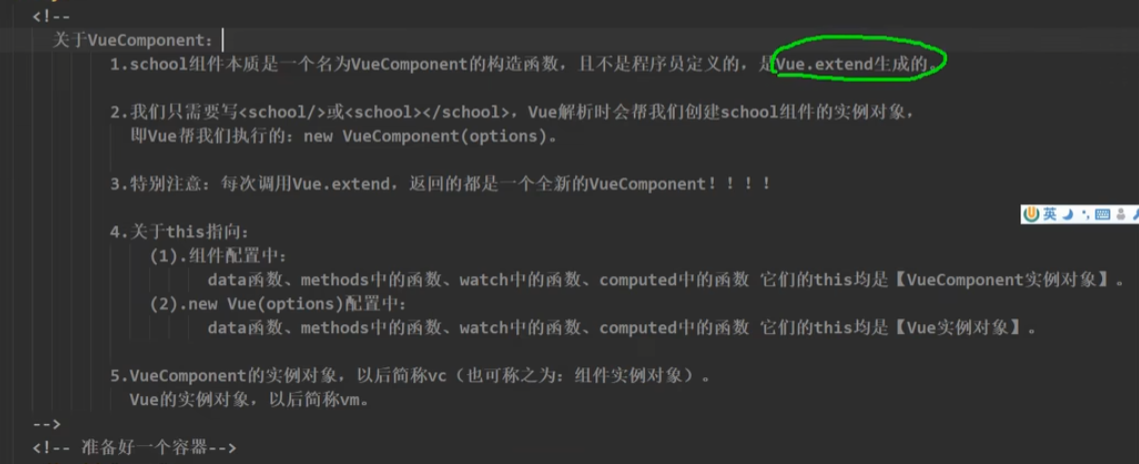 <!--
关于VueComponent：
1.school组件本质是一个名为VueComponent的构造函数，且不是程序员定义的，是Vue.extend生成的。
2.我们只需要写<school/>或<school></school>，Vue解析时会帮我们创建school组件的实例对象，
即Vue帮我们执行的：new VueComponent(options)。
3.特别注意：每次调用Vue.extend，返回的都是一个全新的VueComponent！！！！
4.关于this指向：
(1).组件配置中：
data函数、methods中的函数、watch中的函数、computed中的函数 它们的this均是【VueComponent实例对象】。
(2).new Vue(options)配置中：
data函数、methods中的函数、watch中的函数、computed中的函数 它们的this均是【Vue实例对象】。
5.VueComponent的实例对象，以后简称vc（也可称之为：组件实例对象）。
Vue的实例对象，以后简称vm。
-->
<!-- 准备好一个容器-->
英